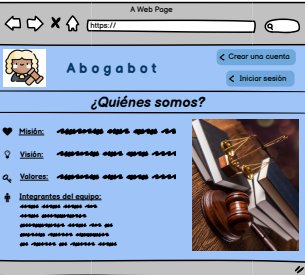 A Web Page
https://
Abogabot
Crear una cuenta
Iniciar sesión
¿Quiénes somos?
Misión:
Visión:
Valores:
Integrantes del equipo: